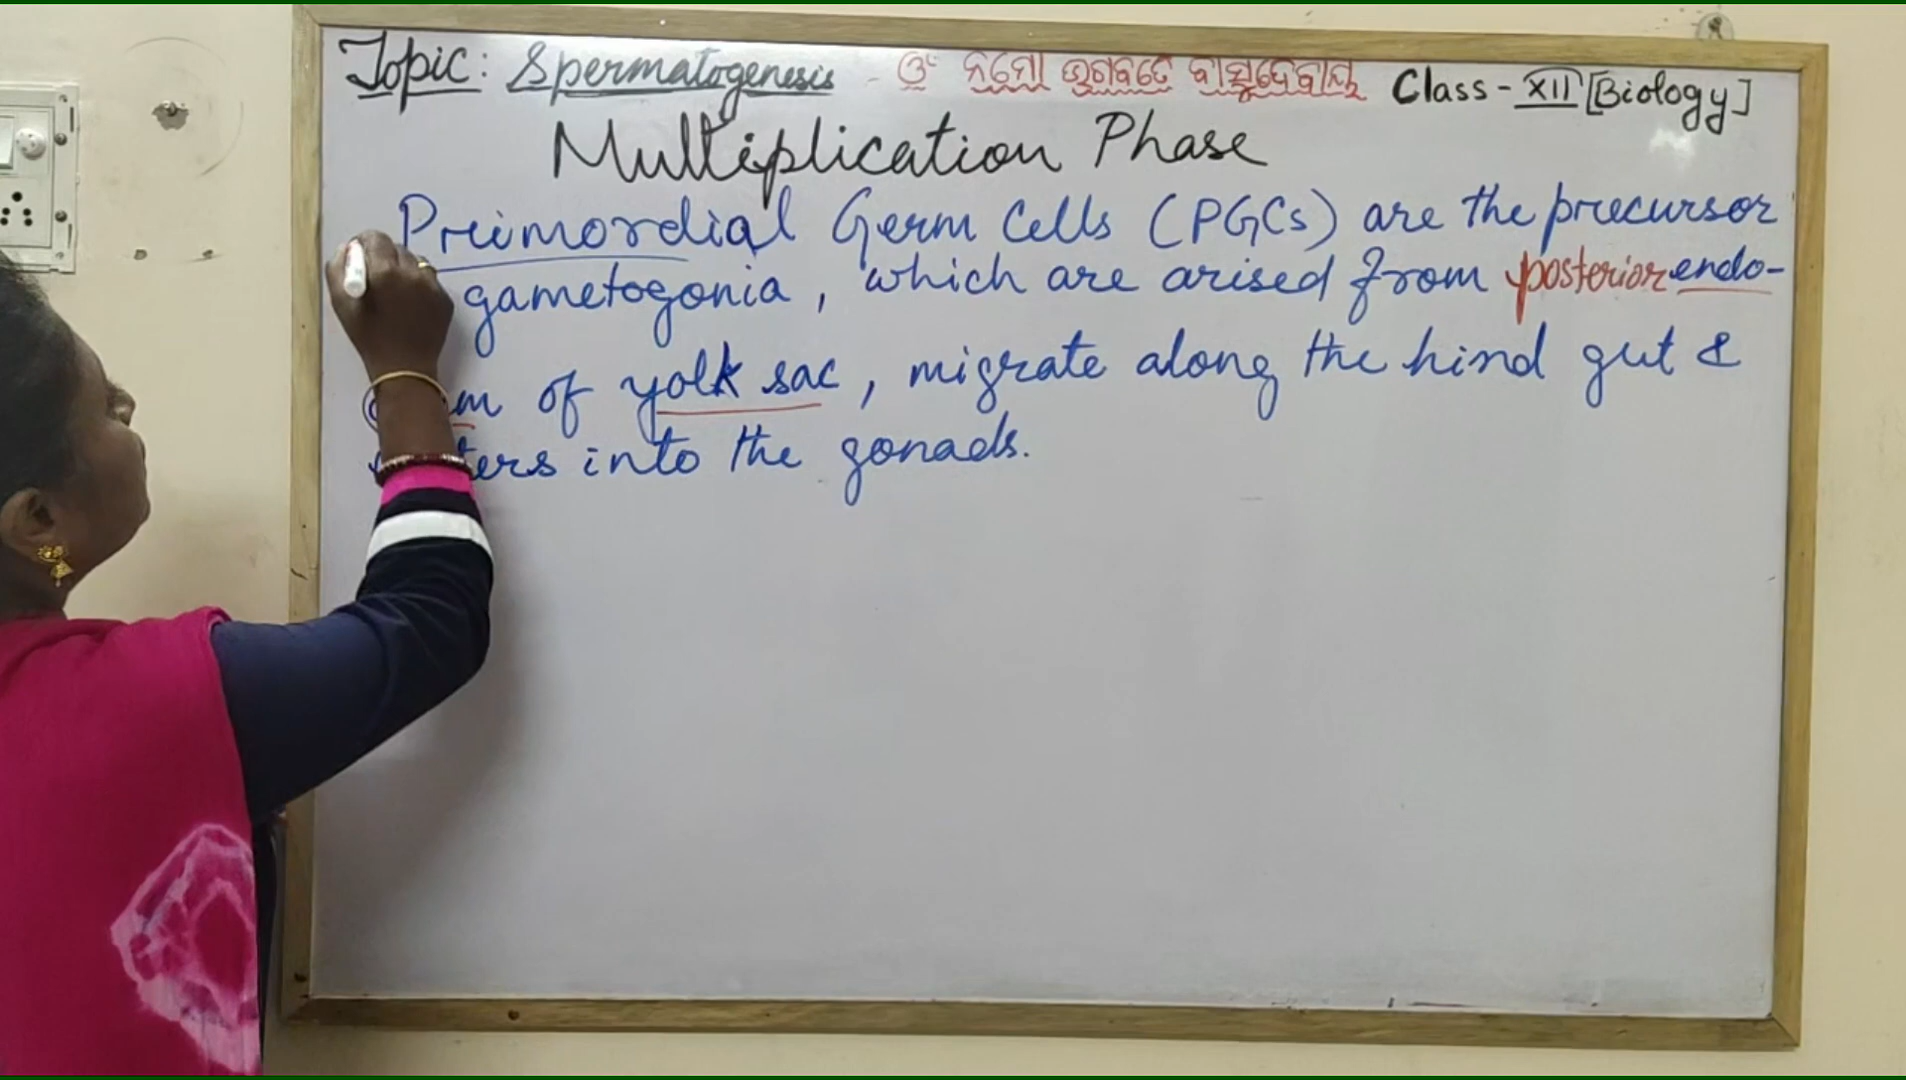 Topic: Spermatogenesis - ଓଁ ନମୋ ଭଗବତେ ବାସୁଦେବାୟ Class - XII [Biology]
Multiplication Phase
Primordial Germ Cells (PGCs) are the precursor
gametogonia, which are arised from posterior endo-
m of yolk sac, migrate along the hind gut &
ters into the gonads.